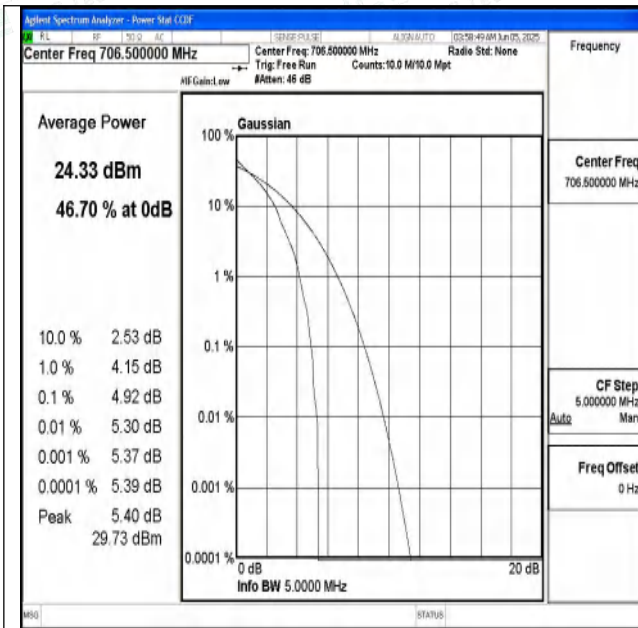 Agilent Spectrum Analyzer - Power Stat CCDF
RL RF 50 Ω AC SENSE:PULSE ALIGN AUTO 03:58:49 AM Jun 05, 2025
Center Freq 706.500000 MHz
Center Freq: 706.500000 MHz Radio Std: None
Trig: Free Run Counts:10.0 M/10.0 Mpt
#IFGain:Low #Atten: 46 dB
Frequency
Average Power
24.33 dBm
46.70 % at 0dB
10.0 % 2.53 dB
1.0 % 4.15 dB
0.1 % 4.92 dB
0.01 % 5.30 dB
0.001 % 5.37 dB
0.0001 % 5.39 dB
Peak 5.40 dB
29.73 dBm
Gaussian
100 %
10 %
1 %
0.1 %
0.01 %
0.001 %
0.0001 %
0 dB 20 dB
Info BW 5.0000 MHz
Center Freq
706.500000 MHz
CF Step
5.000000 MHz
Auto Man
Freq Offset
0 Hz
MSG STATUS